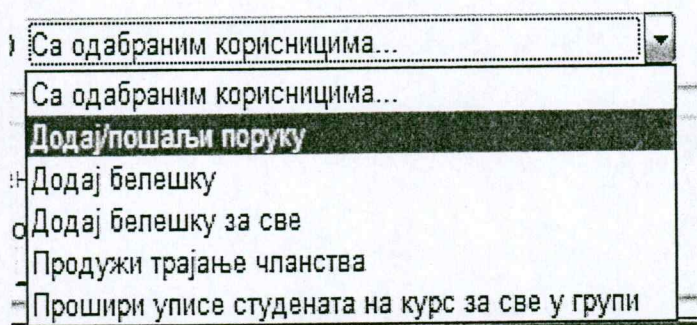 Са одабраним корисницима...
Са одабраним корисницима...
Додај/пошаљи поруку
Додај белешку
Додај белешку за све
Продужи трајање чланства
Прошири уписе студената на курс за све у групи